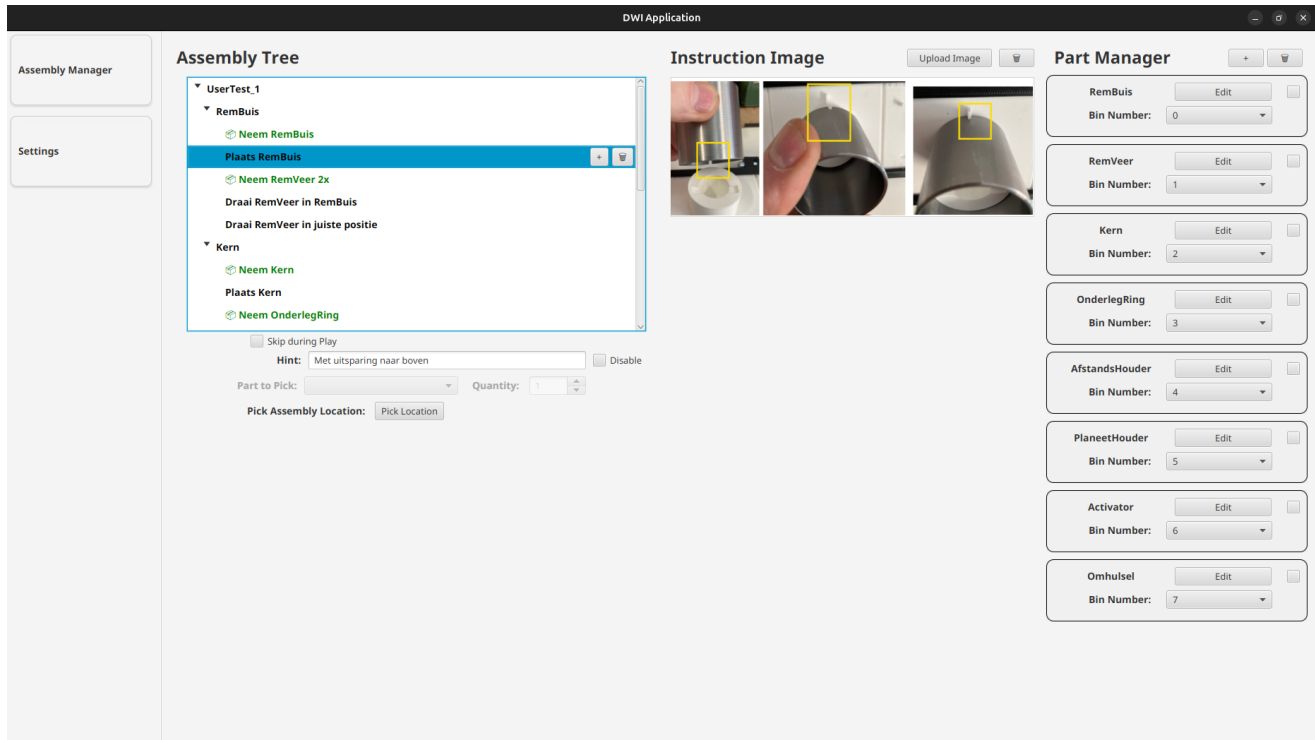 DWI Application
Assembly Manager
Settings
Assembly Tree
UserTest_1
RemBuis
Neem RemBuis
Plaats RemBuis
+
Neem RemVeer 2x
Draai RemVeer in RemBuis
Draai RemVeer in juiste positie
Kern
Neem Kern
Plaats Kern
Neem OnderlegRing
Skip during Play
Hint: Met uitsparing naar boven Disable
Part to Pick: Quantity: 1
Pick Assembly Location: Pick Location
Instruction Image Upload Image
Part Manager +
RemBuis Edit
Bin Number: 0
RemVeer Edit
Bin Number: 1
Kern Edit
Bin Number: 2
OnderlegRing Edit
Bin Number: 3
AfstandsHouder Edit
Bin Number: 4
PlaneetHouder Edit
Bin Number: 5
Activator Edit
Bin Number: 6
Omhulsel Edit
Bin Number: 7